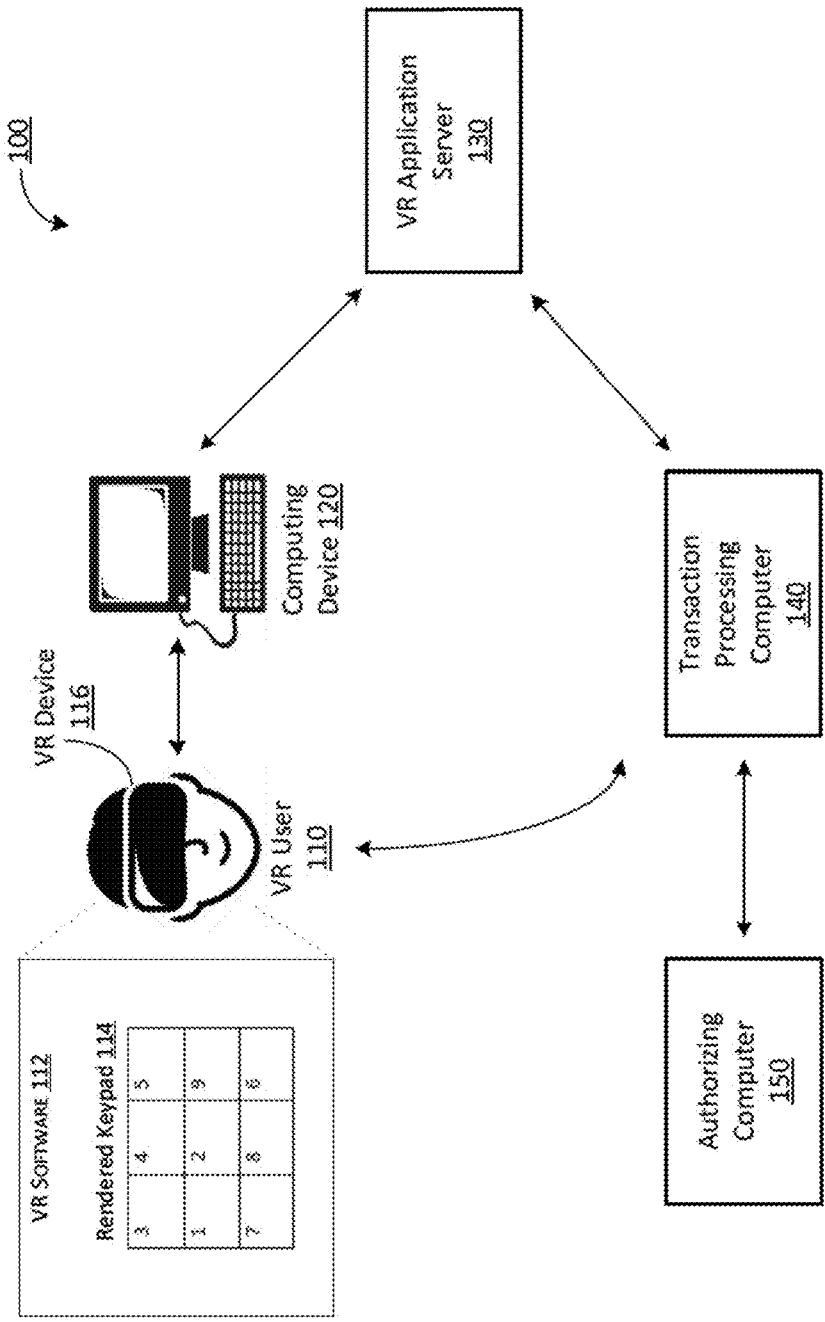 100
VR SOFTWARE 112
Rendered Keypad 114
3 4 5
1 2 9
7 8 6
VR Device
116
VR User
110
Computing
Device 120
VR Application
Server
130
Transaction
Processing
Computer
140
Authorizing
Computer
150